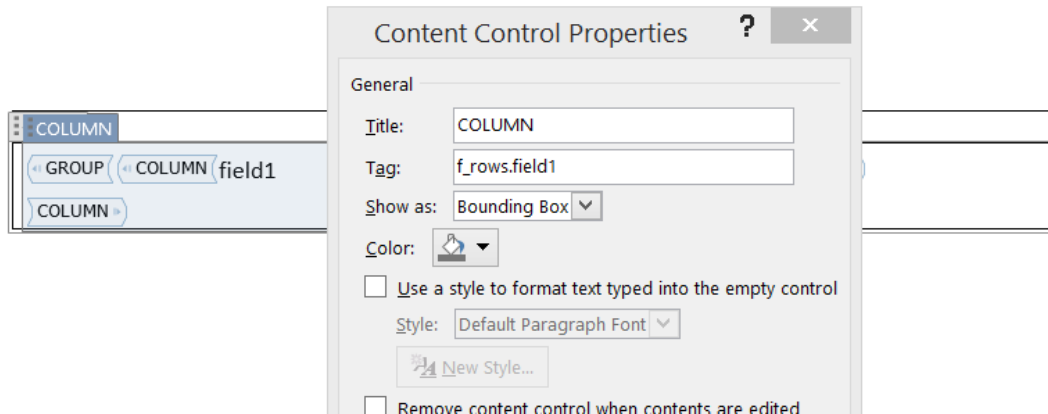 Content Control Properties ? ×
General
COLUMN
Title: COLUMN
GROUP COLUMN field1
Tag: f_rows.field1
COLUMN
Show as: Bounding Box
Color:
Use a style to format text typed into the empty control
Style: Default Paragraph Font
New Style...
Remove content control when contents are edited